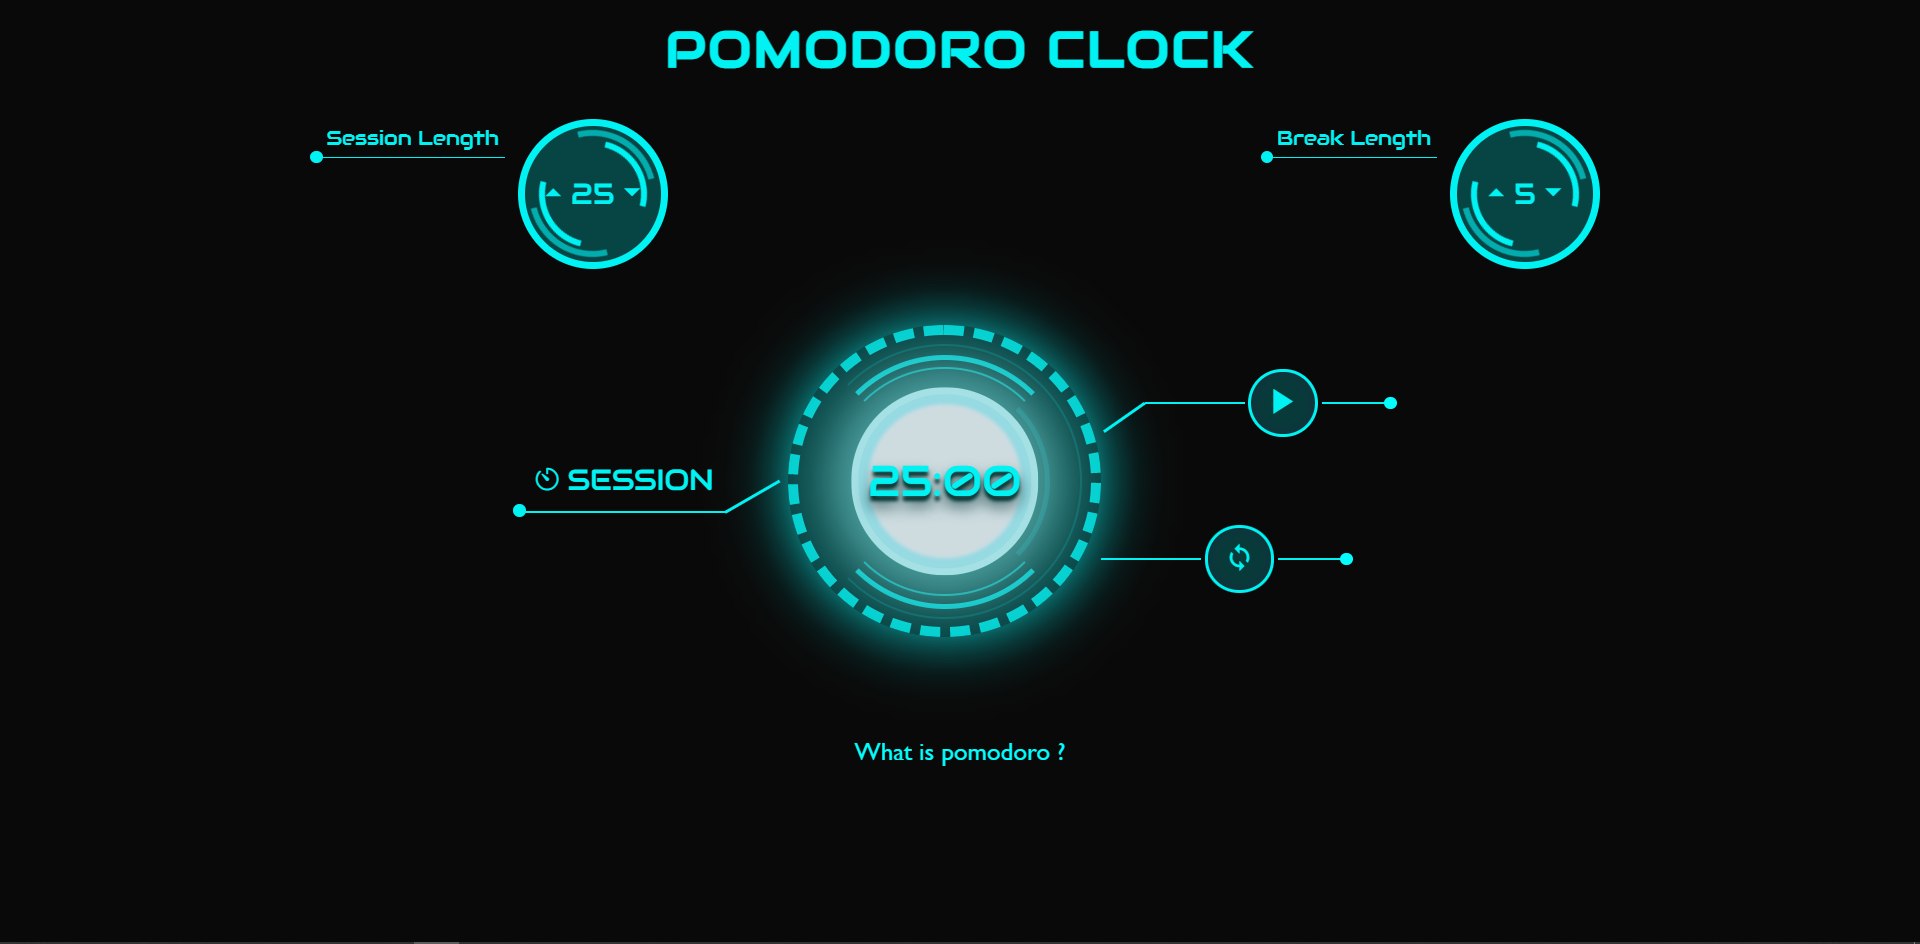 POMODORO CLOCK
Session Length
25
Break Length
5
SESSION
25:00
What is pomodoro ?